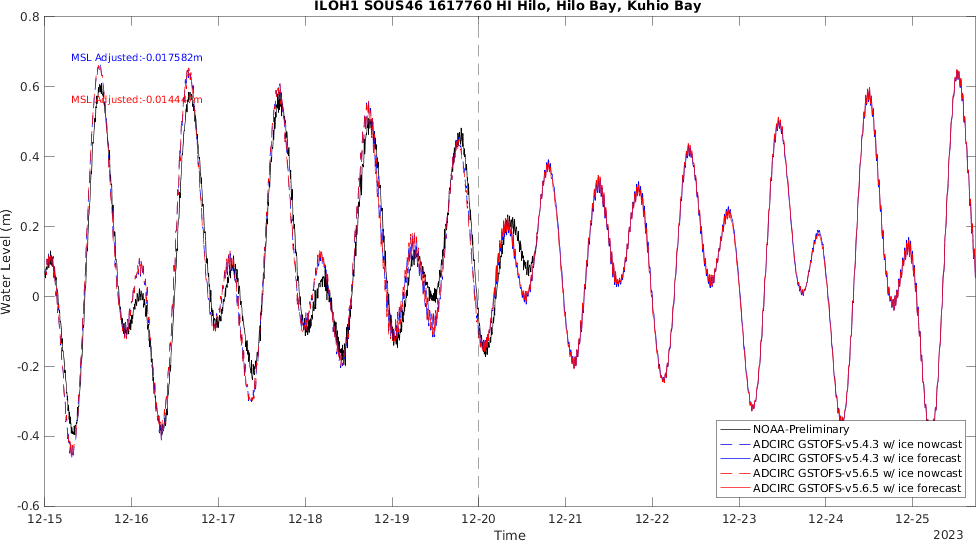 ILOH1 SOUS46 1617760 HI Hilo, Hilo Bay, Kuhio Bay
0.8
MSL Adjusted:-0.017582m
0.6
MSL Adjusted:-0.01444
0.4
0.2
0
-0.2
-0.4
-0.6
Water Level (m)
NOAA-Preliminary
ADCIRC GSTOFS-v5.4.3 w/ ice nowcast
ADCIRC GSTOFS-v5.4.3 w/ ice forecast
ADCIRC GSTOFS-v5.6.5 w/ ice nowcast
ADCIRC GSTOFS-v5.6.5 w/ ice forecast
12-15 12-16 12-17 12-18 12-19 12-20 12-21 12-22 12-23 12-24 12-25
Time
2023